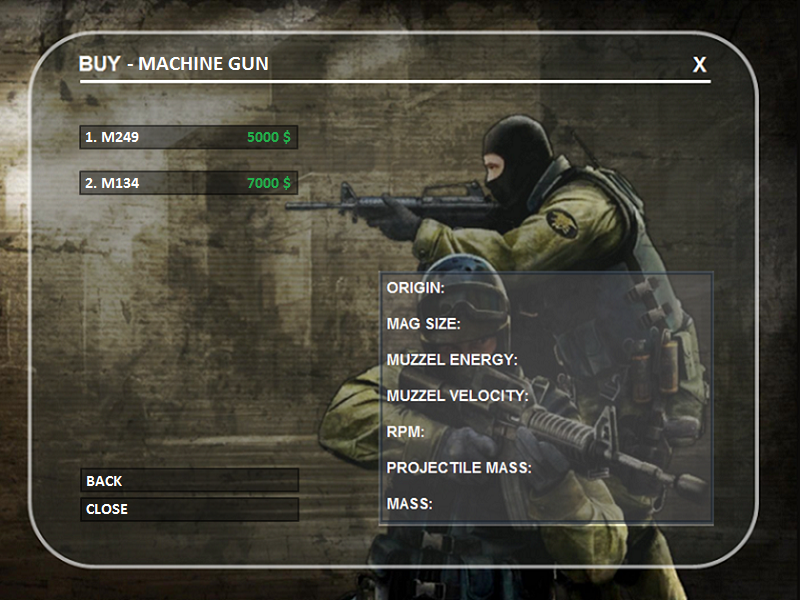 BUY - MACHINE GUN X
1. M249 5000 $
2. M134 7000 $
ORIGIN:
MAG SIZE:
MUZZEL ENERGY:
MUZZEL VELOCITY:
RPM:
PROJECTILE MASS:
MASS:
BACK
CLOSE